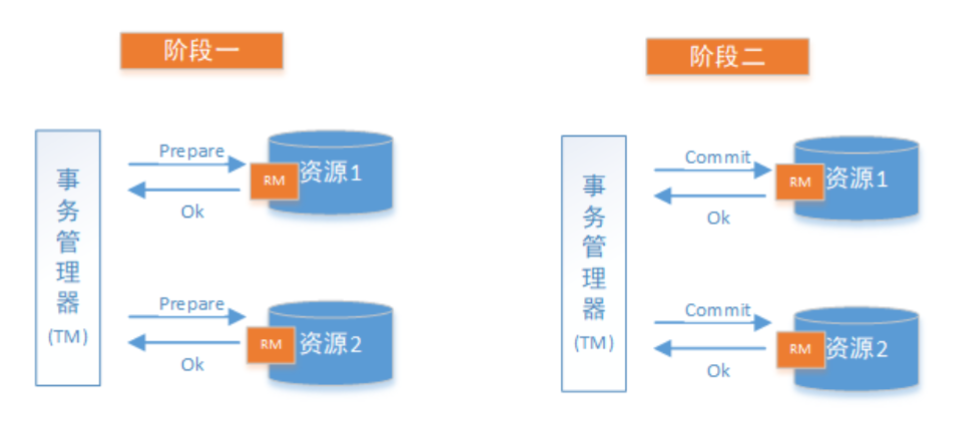 阶段一
事务管理器
(TM)
Prepare
Ok
RM
资源1
Prepare
Ok
RM
资源2
阶段二
事务管理器
(TM)
Commit
Ok
RM
资源1
Commit
Ok
RM
资源2